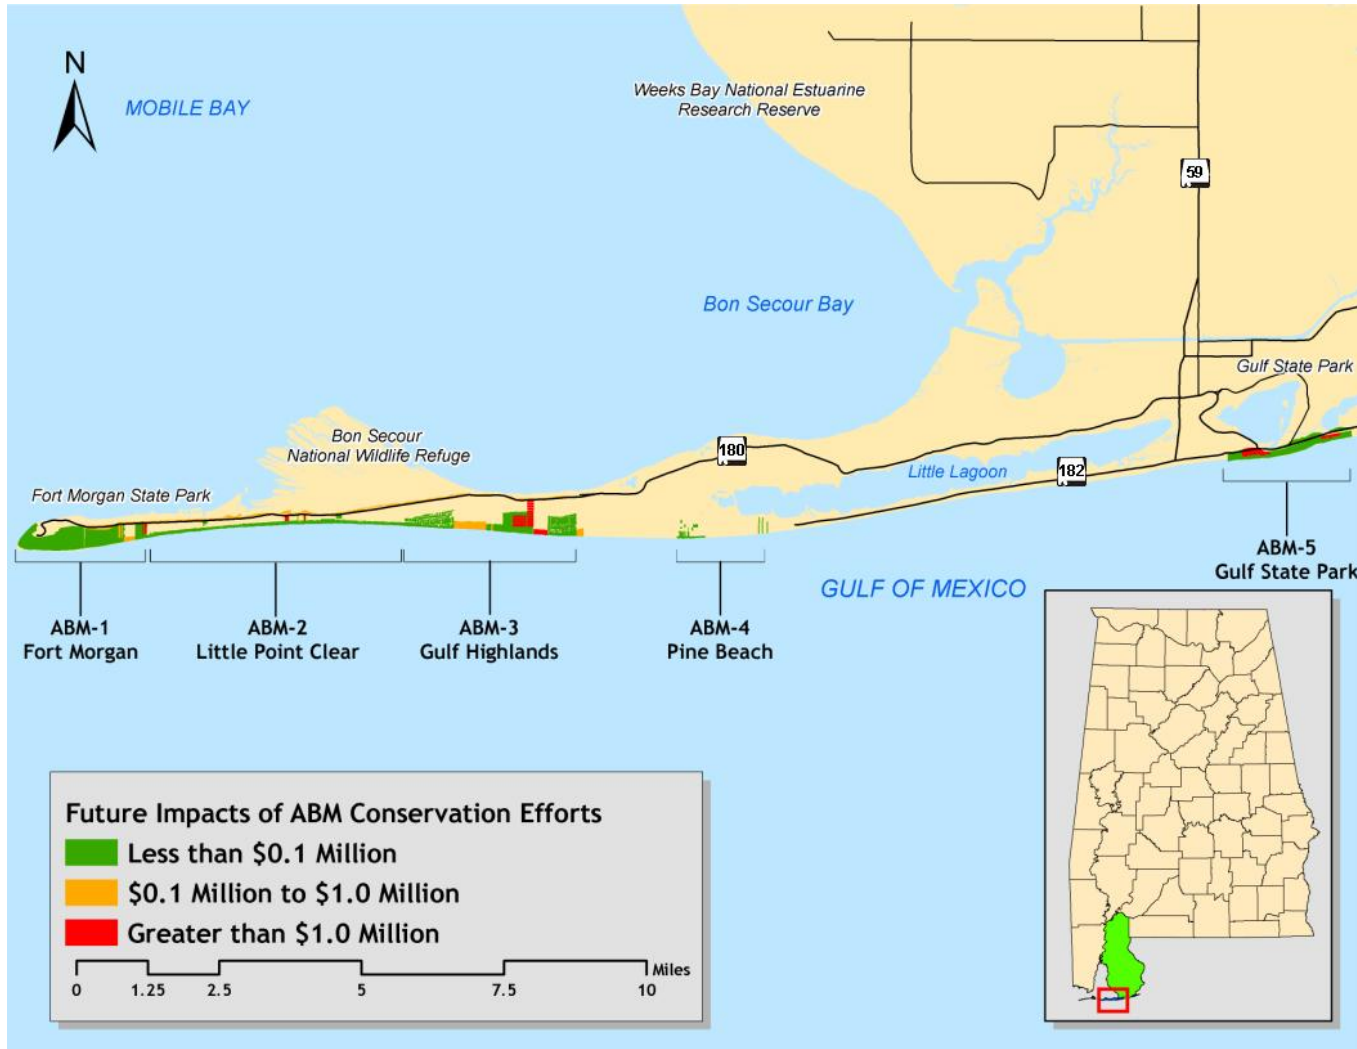 N
MOBILE BAY
Weeks Bay National Estuarine
Research Reserve
59
Bon Secour Bay
Gulf State Park
Bon Secour
National Wildlife Refuge
180
Little Lagoon
182
Fort Morgan State Park
ABM-1
Fort Morgan
ABM-2
Little Point Clear
ABM-3
Gulf Highlands
ABM-4
Pine Beach
GULF OF MEXICO
ABM-5
Gulf State Park
Future Impacts of ABM Conservation Efforts
Less than $0.1 Million
$0.1 Million to $1.0 Million
Greater than $1.0 Million
Miles
0 1.25 2.5 5 7.5 10